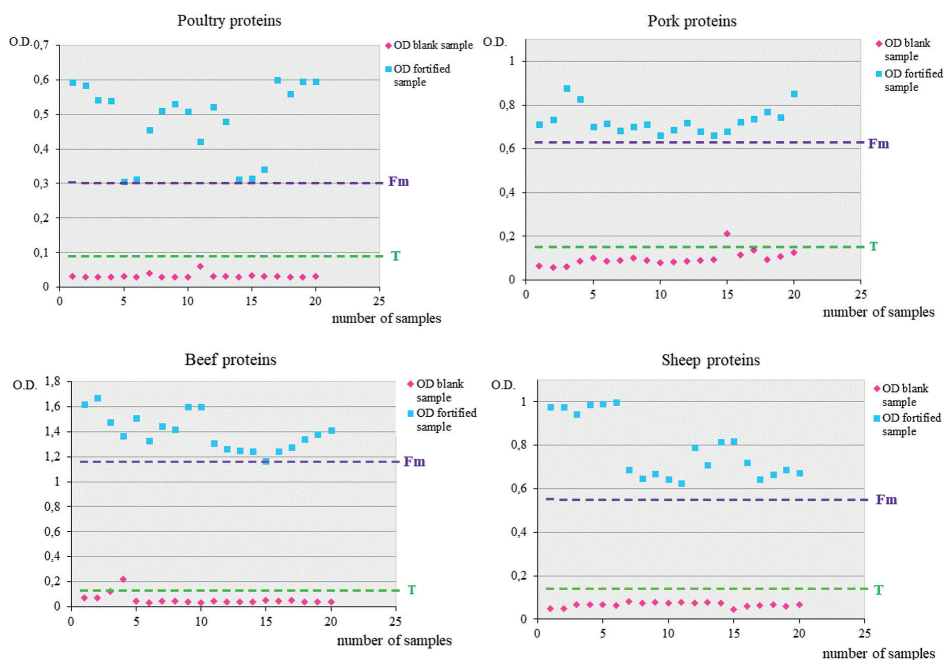 Poultry proteins
O.D.
0,7
0,6
0,5
0,4
0,3
0,2
0,1
0
0 5 10 15 20 25
number of samples
OD blank sample
OD fortified
sample
Fm
T
Pork proteins
O.D.
1
0,8
0,6
0,4
0,2
0
0 5 10 15 20 25
number of samples
OD blank
sample
OD fortified
sample
Fm
T
Beef proteins
O.D.
1,8
1,6
1,4
1,2
1
0,8
0,6
0,4
0,2
0
0 5 10 15 20 25
number of samples
OD blank
sample
OD fortified
sample
Fm
T
Sheep proteins
O.D.
1
0,8
0,6
0,4
0,2
0
0 5 10 15 20 25
number of samples
OD blank
sample
OD fortified
sample
Fm
T